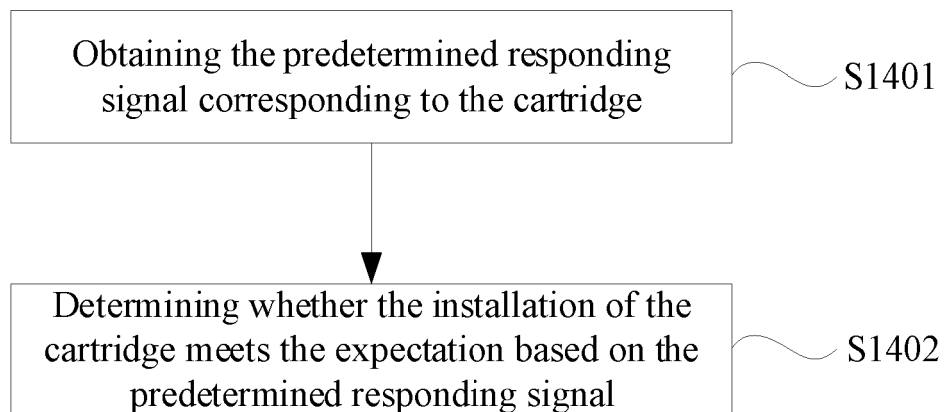 Obtaining the predetermined responding
signal corresponding to the cartridge
S1401
Determining whether the installation of the
cartridge meets the expectation based on the
predetermined responding signal
S1402